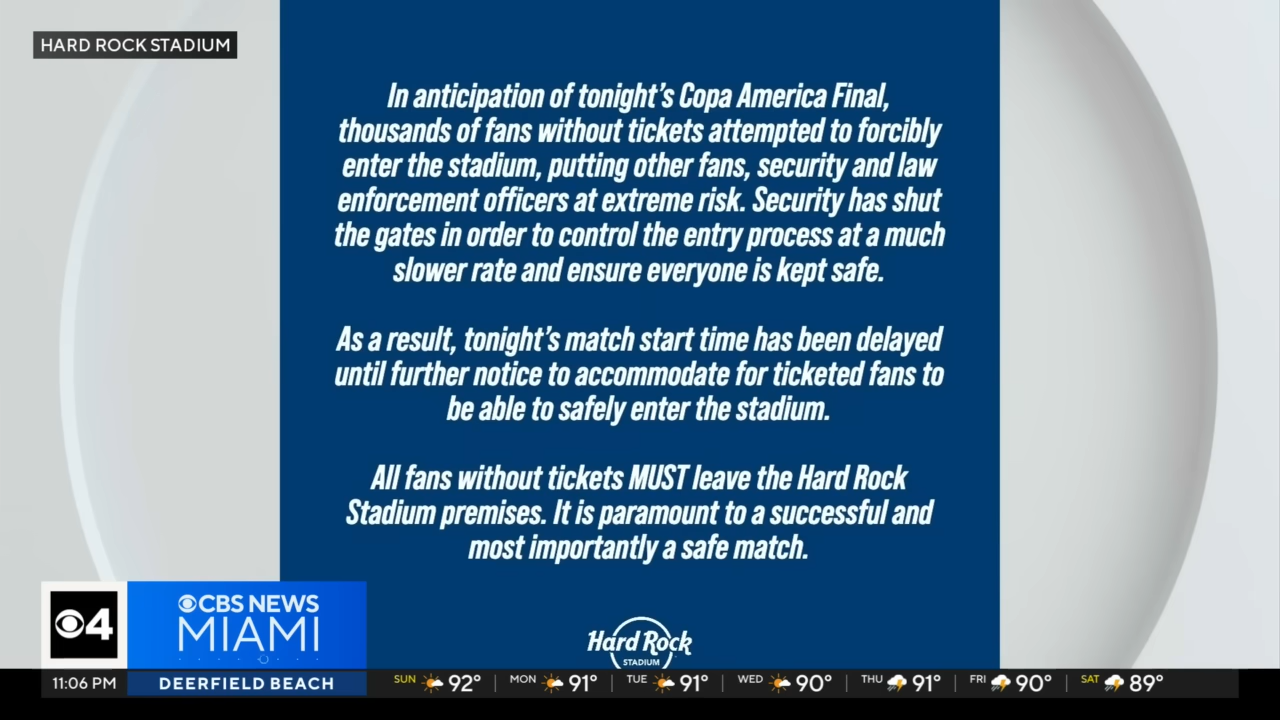 HARD ROCK STADIUM
In anticipation of tonight's Copa America Final,
thousands of fans without tickets attempted to forcibly
enter the stadium, putting other fans, security and law
enforcement officers at extreme risk. Security has shut
the gates in order to control the entry process at a much
slower rate and ensure everyone is kept safe.
As a result, tonight's match start time has been delayed
until further notice to accommodate for ticketed fans to
be able to safely enter the stadium.
All fans without tickets MUST leave the Hard Rock
Stadium premises. It is paramount to a successful and
most importantly a safe match.
Hard Rock
STADIUM
4
CBS NEWS
MIAMI
11:06 PM DEERFIELD BEACH SUN 92° MON 91° TUE 91° WED 90° THU 91° FRI 90° SAT 89°